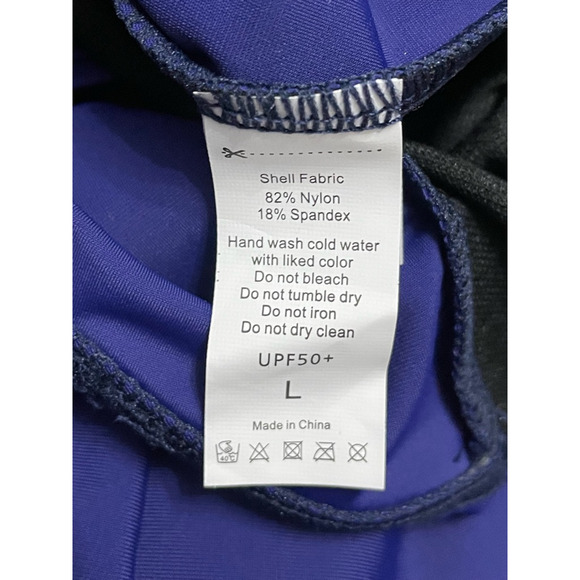 Shell Fabric
82% Nylon
18% Spandex
Hand wash cold water
with liked color
Do not bleach
Do not tumble dry
Do not iron
Do not dry clean
UPF50+
L
Made in China
40°C